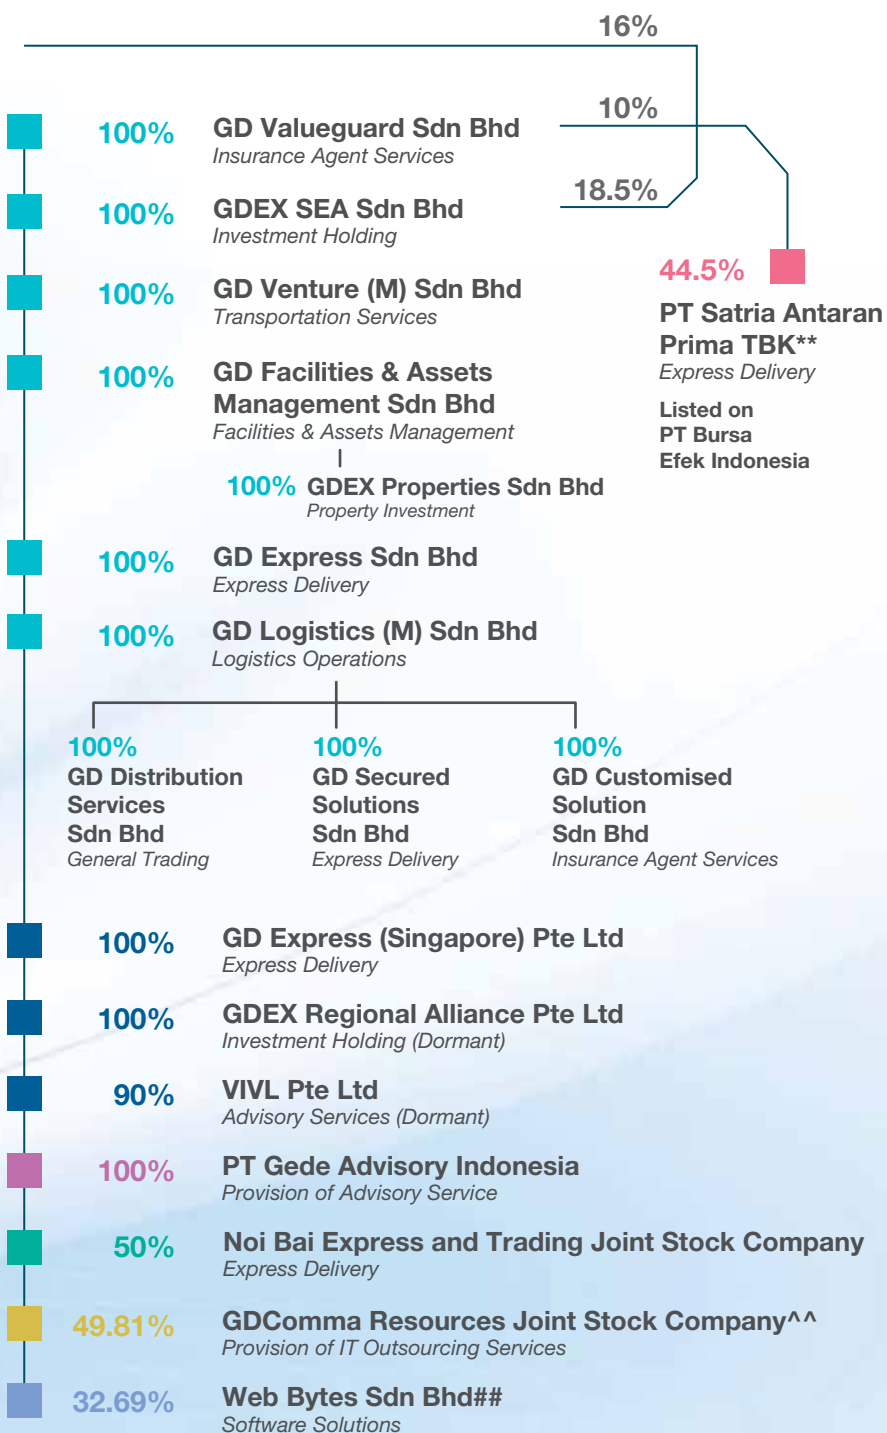 16%
100% GD Valueguard Sdn Bhd
Insurance Agent Services
10%
100% GDEX SEA Sdn Bhd
Investment Holding
18.5%
100% GD Venture (M) Sdn Bhd
Transportation Services
44.5%
PT Satria Antaran
Prima TBK**
Express Delivery
Listed on
PT Bursa
Efek Indonesia
100% GD Facilities & Assets
Management Sdn Bhd
Facilities & Assets Management
100% GDEX Properties Sdn Bhd
Property Investment
100% GD Express Sdn Bhd
Express Delivery
100% GD Logistics (M) Sdn Bhd
Logistics Operations
100%
GD Distribution
Services
Sdn Bhd
General Trading
100%
GD Secured
Solutions
Sdn Bhd
Express Delivery
100%
GD Customised
Solution
Sdn Bhd
Insurance Agent Services
100% GD Express (Singapore) Pte Ltd
Express Delivery
100% GDEX Regional Alliance Pte Ltd
Investment Holding (Dormant)
90% VIVL Pte Ltd
Advisory Services (Dormant)
100% PT Gede Advisory Indonesia
Provision of Advisory Service
50% Noi Bai Express and Trading Joint Stock Company
Express Delivery
49.81% GDComma Resources Joint Stock Company^^
Provision of IT Outsourcing Services
32.69% Web Bytes Sdn Bhd##
Software Solutions